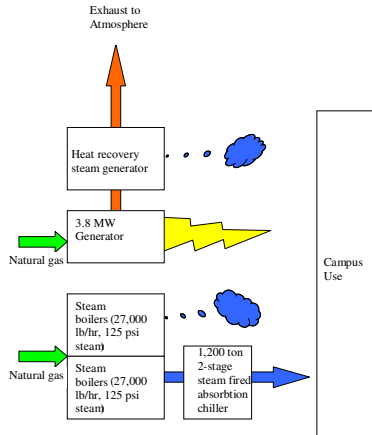 Exhaust to
Atmosphere
Heat recovery
steam generator
3.8 MW
Generator
Natural gas
Campus
Use
Steam
boilers (27,000
lb/hr, 125 psi
steam)
Natural gas
Steam
boilers (27,000
lb/hr, 125 psi
steam)
1,200 ton
2-stage
steam fired
absorbtion
chiller